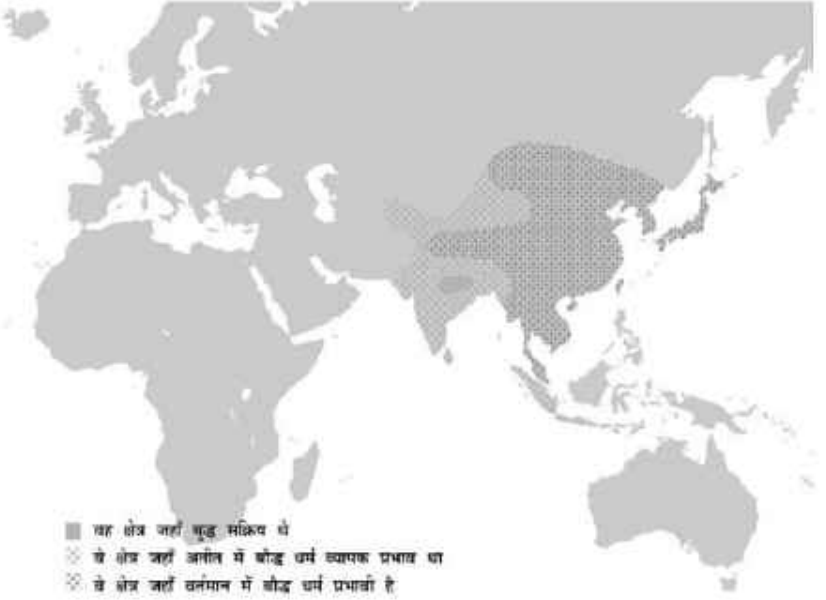 वह क्षेत्र जहाँ बुद्ध सक्रिय थे
वे क्षेत्र जहाँ अतीत में बौद्ध धर्म व्यापक प्रभाव था
वे क्षेत्र जहाँ वर्तमान में बौद्ध धर्म प्रभावी है